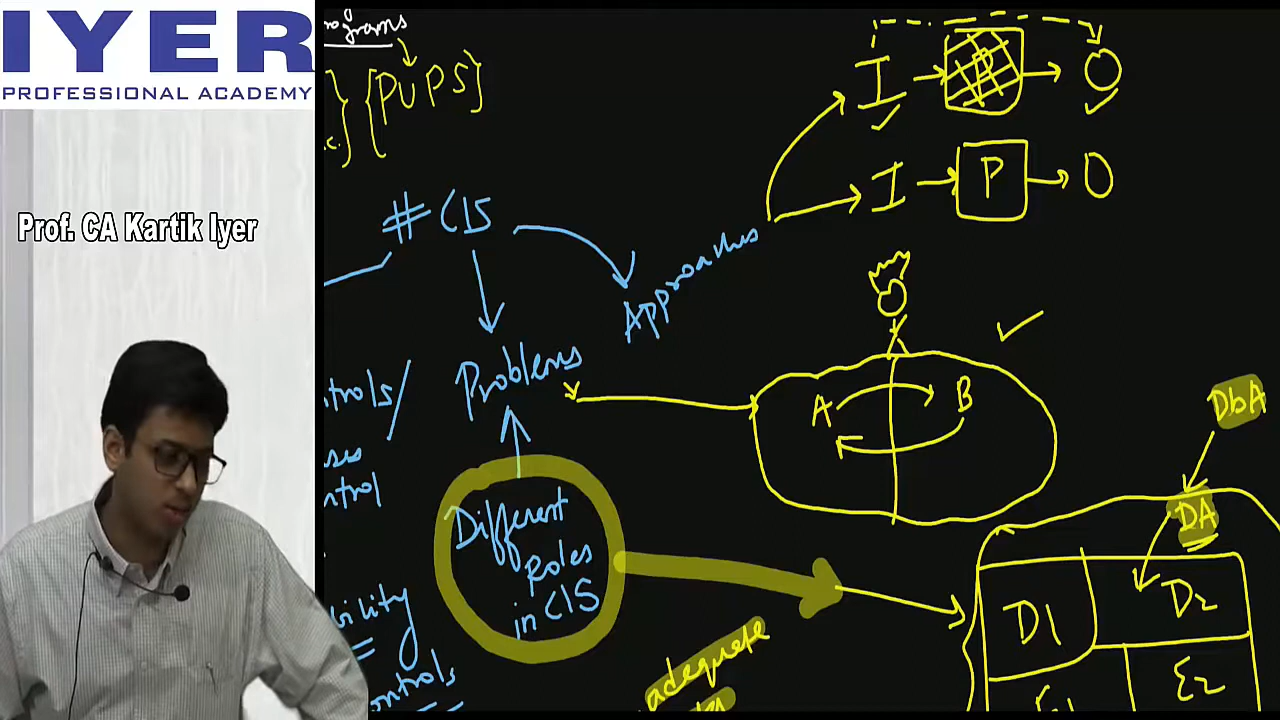 IYER
PROFESSIONAL ACADEMY
Prof. CA Kartik Iyer
{PUPS}
# CIS
Approaches
I → P → O
I → P → O
Problems
A B
DbA
DA
Different
roles
in CIS
D1 D2
E1 E2
adequate